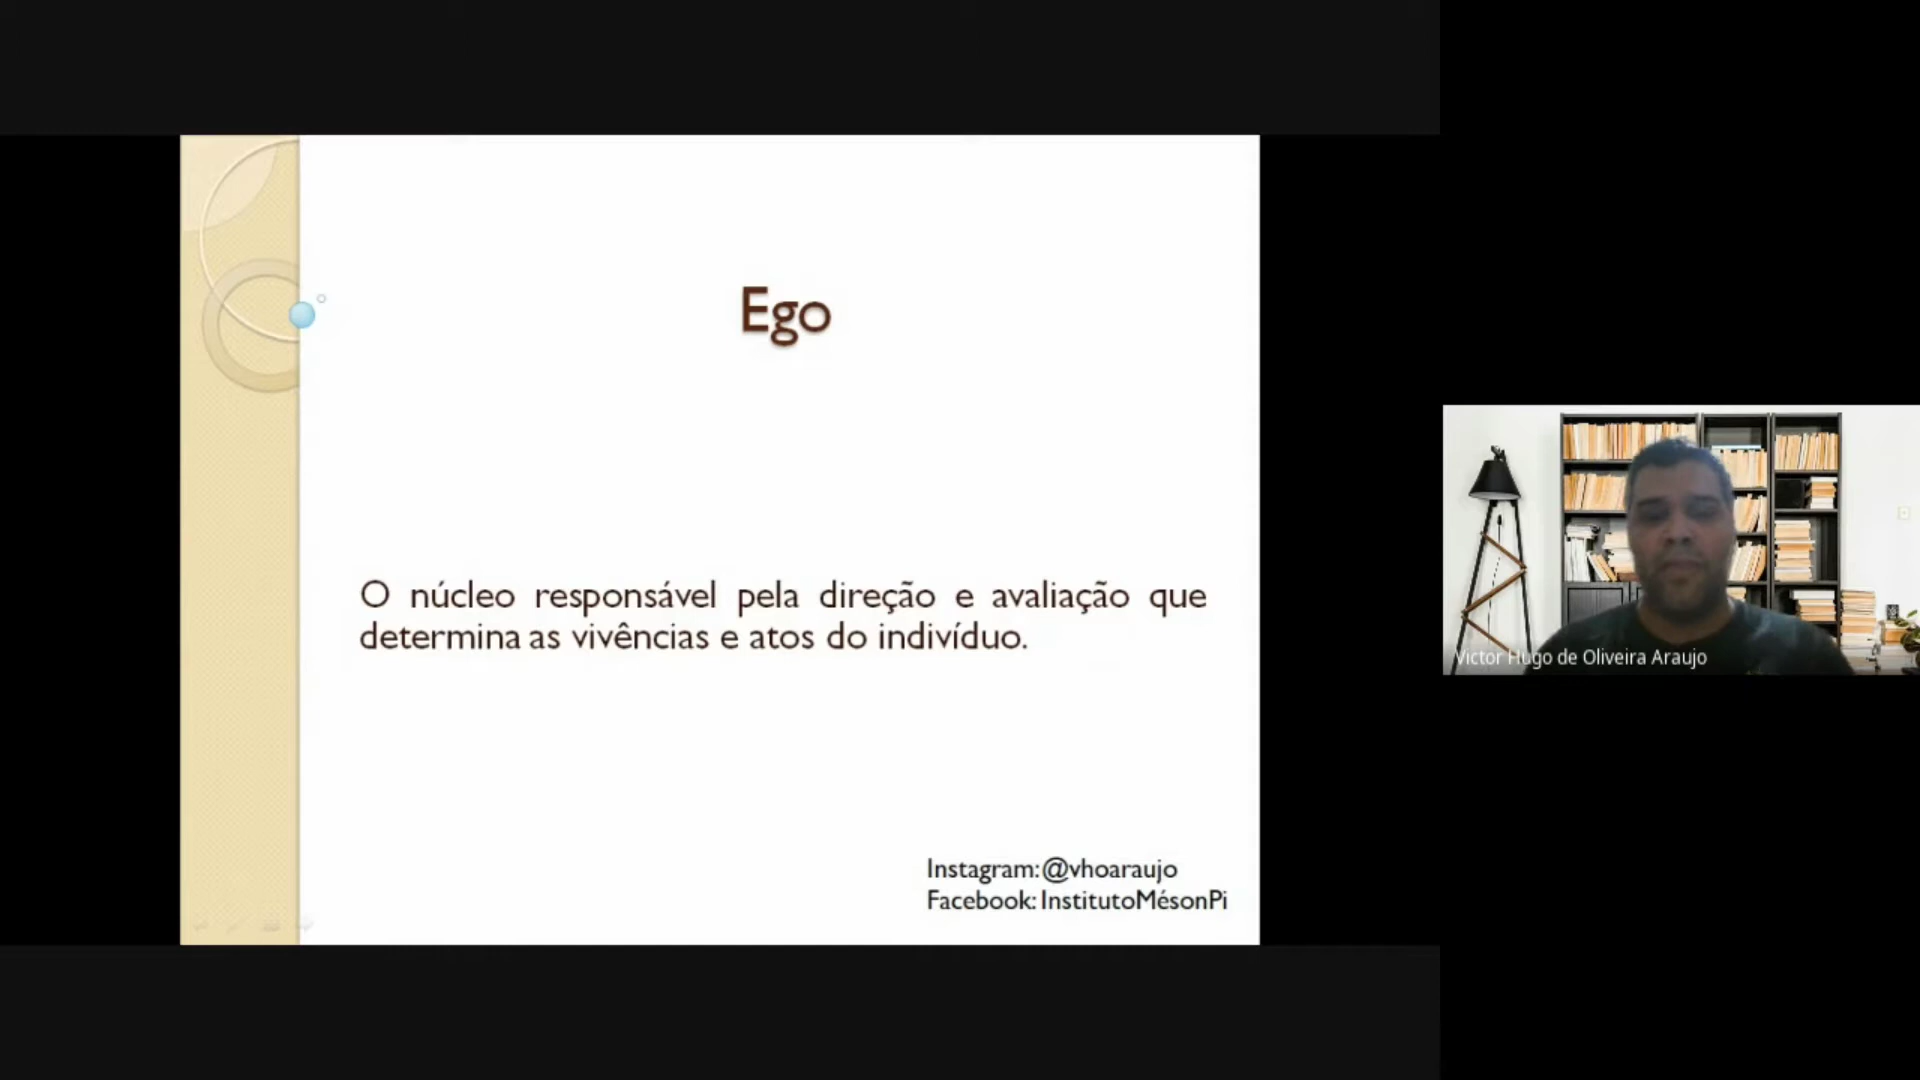 Ego
O núcleo responsável pela direção e avaliação que
determina as vivências e atos do indivíduo.
Instagram: @vhoaraujo
Facebook: InstitutoMésonPi
Victor Hugo de Oliveira Araujo